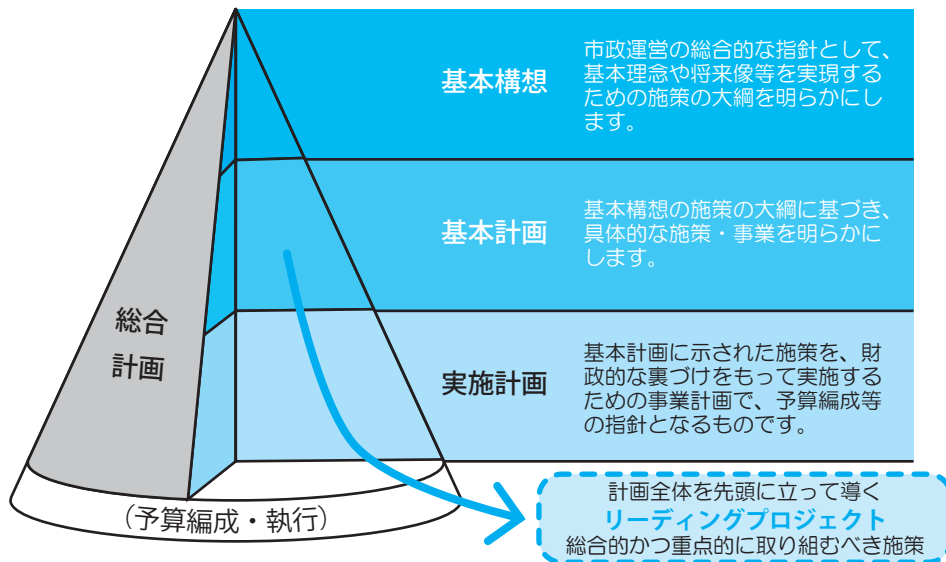 基本構想
市政運営の総合的な指針として、
基本理念や将来像等を実現する
ための施策の大綱を明らかにし
ます。
基本計画
基本構想の施策の大綱に基づき、
具体的な施策・事業を明らかに
します。
総合
計画
実施計画
基本計画に示された施策を、財
政的な裏づけをもって実施する
ための事業計画で、予算編成等
の指針となるものです。
(予算編成・執行)
計画全体を先頭に立って導く
リーディングプロジェクト
総合的かつ重点的に取り組むべき施策